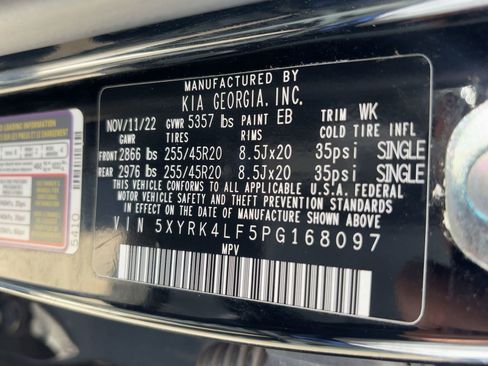 MANUFACTURED BY
KIA GEORGIA, INC.
NOV/11/22 GVWR 5357 lbs PAINT EB TRIM WK
GAWR TIRES RIMS COLD TIRE INFL
FRONT 2866 lbs 255/45R20 8.5Jx20 35psi SINGLE
REAR 2976 lbs 255/45R20 8.5Jx20 35psi SINGLE
THIS VEHICLE CONFORMS TO ALL APPLICABLE U.S.A. FEDERAL
MOTOR VEHICLE SAFETY AND THEFT PREVENTION STANDARDS
IN EFFECT ON THE DATE OF MANUFACTURE SHOWN ABOVE
VIN 5XYRK4LF5PG168097
MPV
LOADING INFORMATION
5410